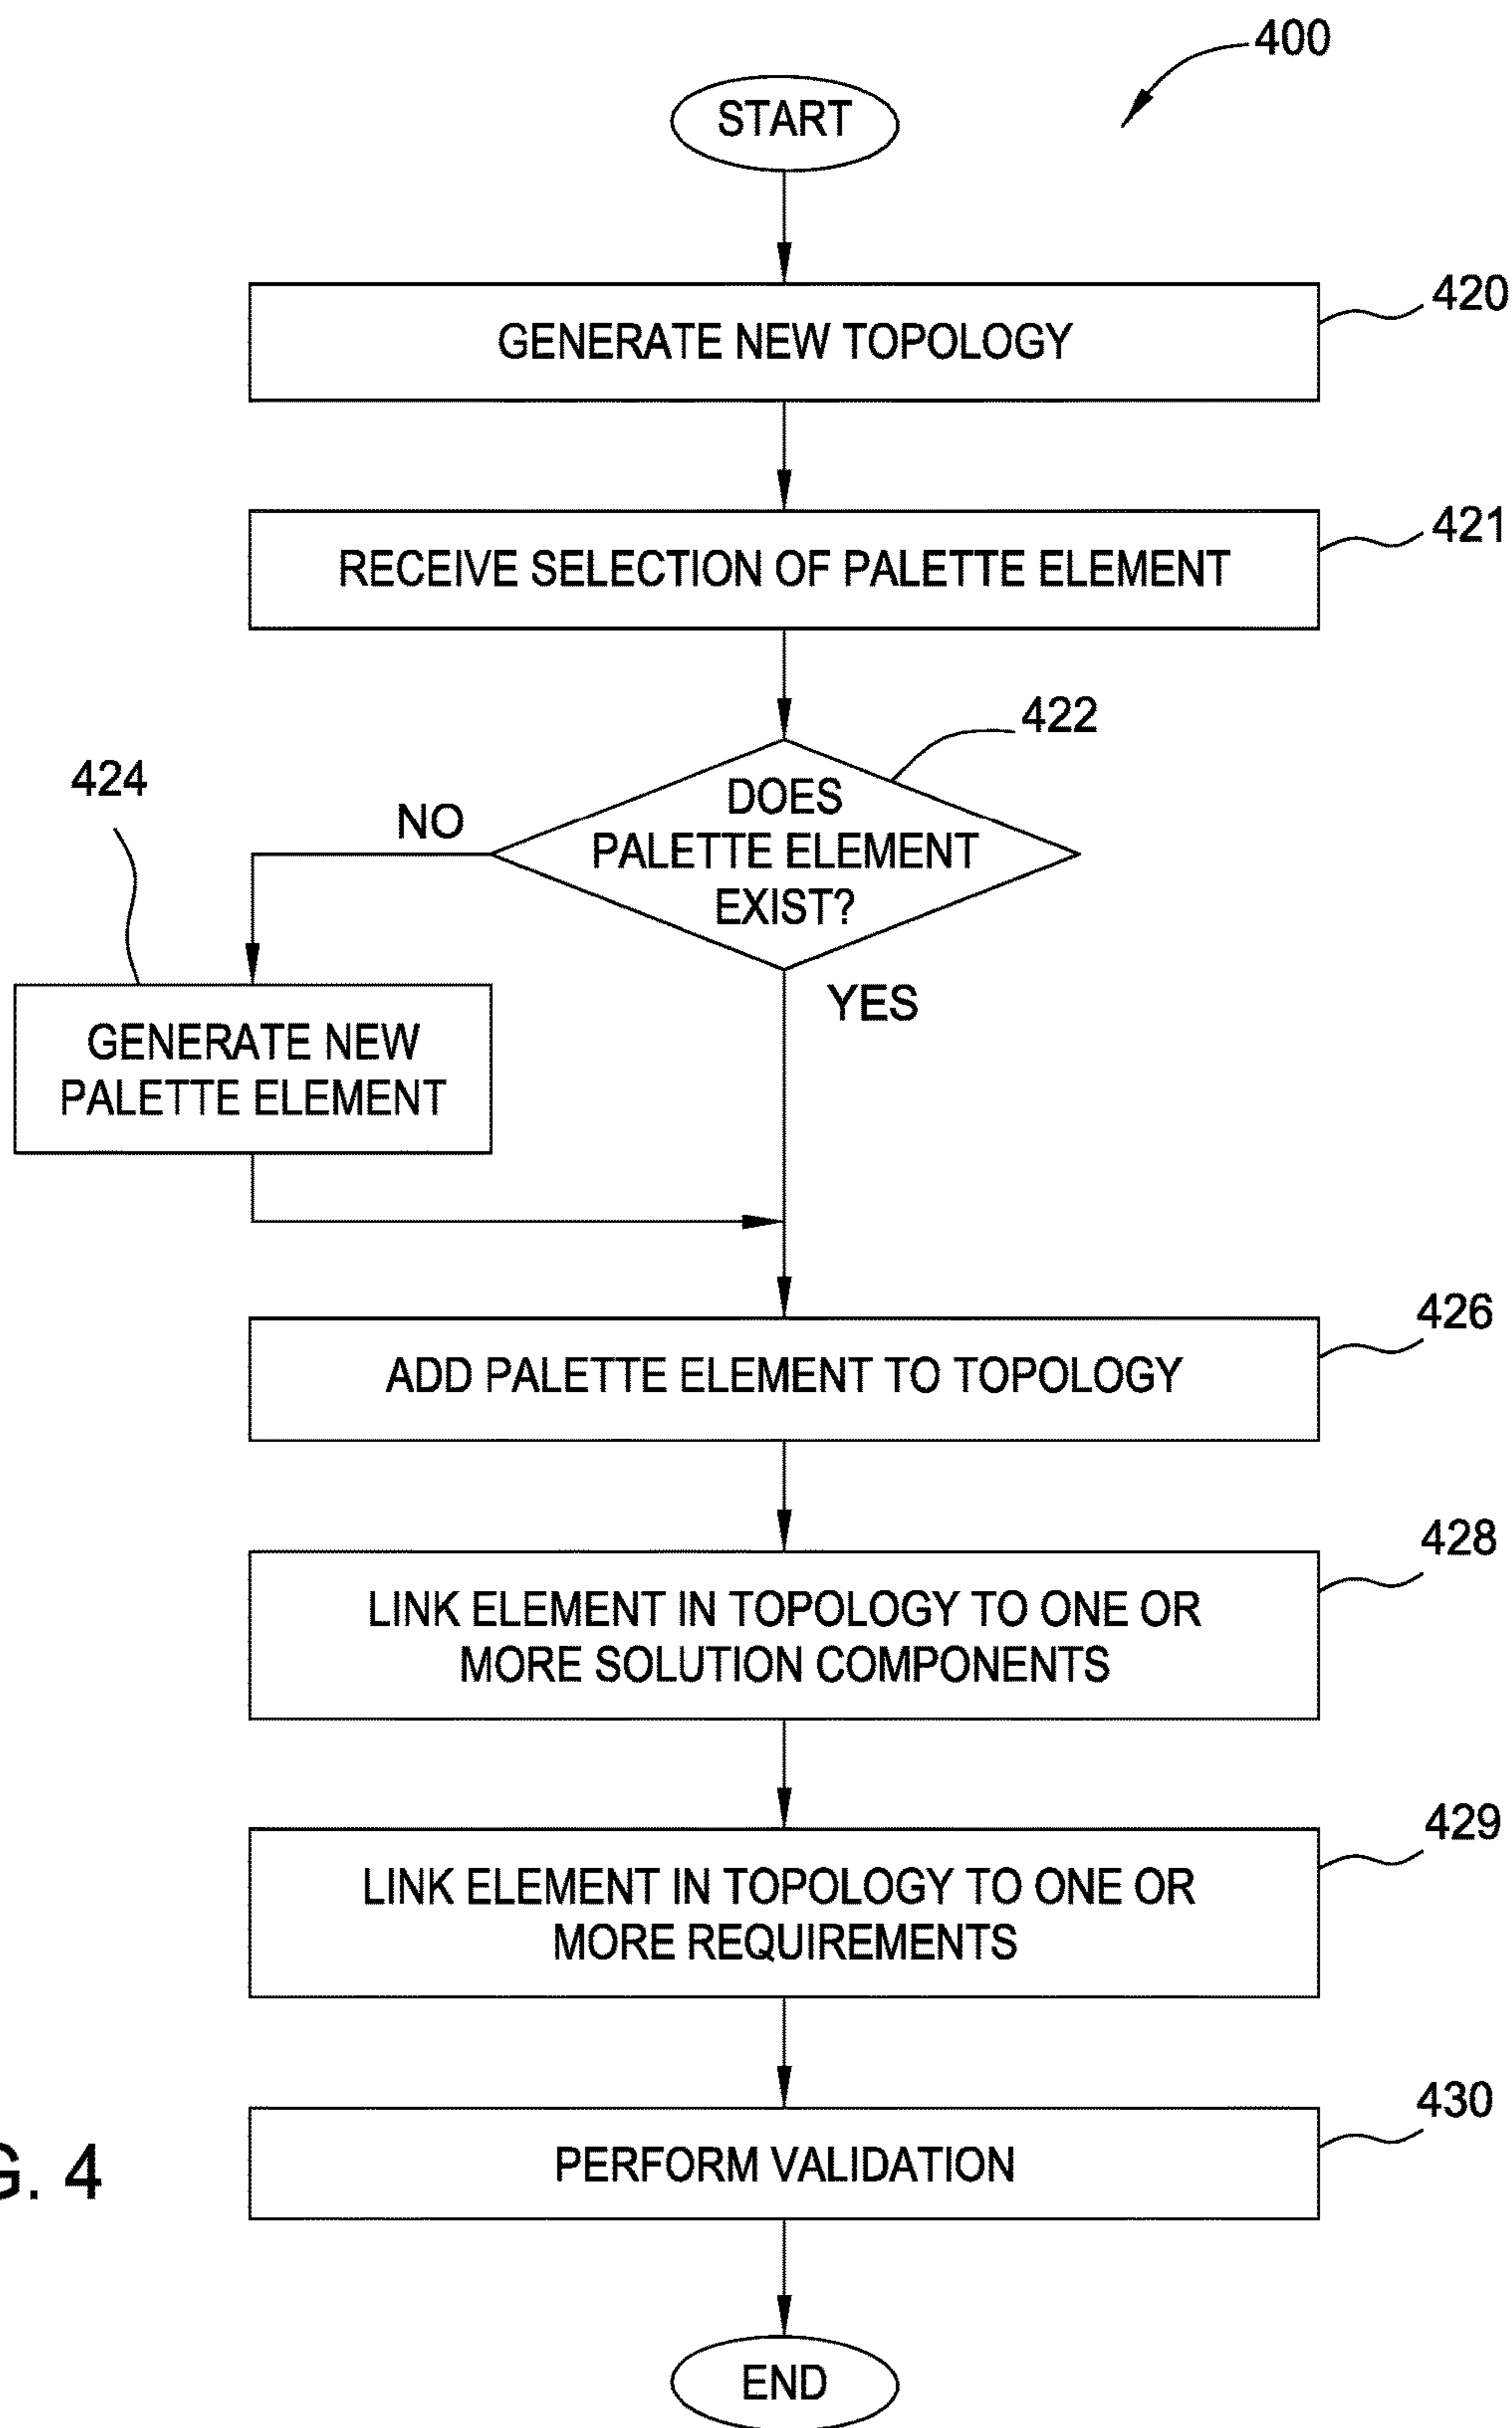 400
START
420
GENERATE NEW TOPOLOGY
421
RECEIVE SELECTION OF PALETTE ELEMENT
422
DOES
PALETTE ELEMENT
EXIST?
NO
424
YES
GENERATE NEW
PALETTE ELEMENT
426
ADD PALETTE ELEMENT TO TOPOLOGY
428
LINK ELEMENT IN TOPOLOGY TO ONE OR
MORE SOLUTION COMPONENTS
429
LINK ELEMENT IN TOPOLOGY TO ONE OR
MORE REQUIREMENTS
430
PERFORM VALIDATION
G. 4
END